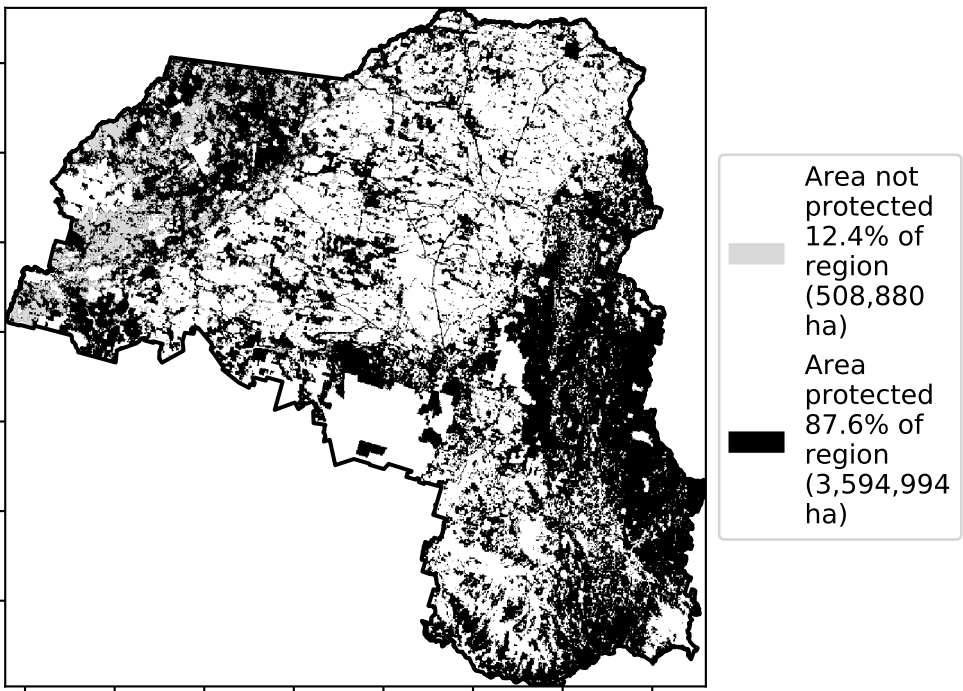 Area not
protected
12.4% of
region
(508,880
ha)
Area
protected
87.6% of
region
(3,594,994
ha)